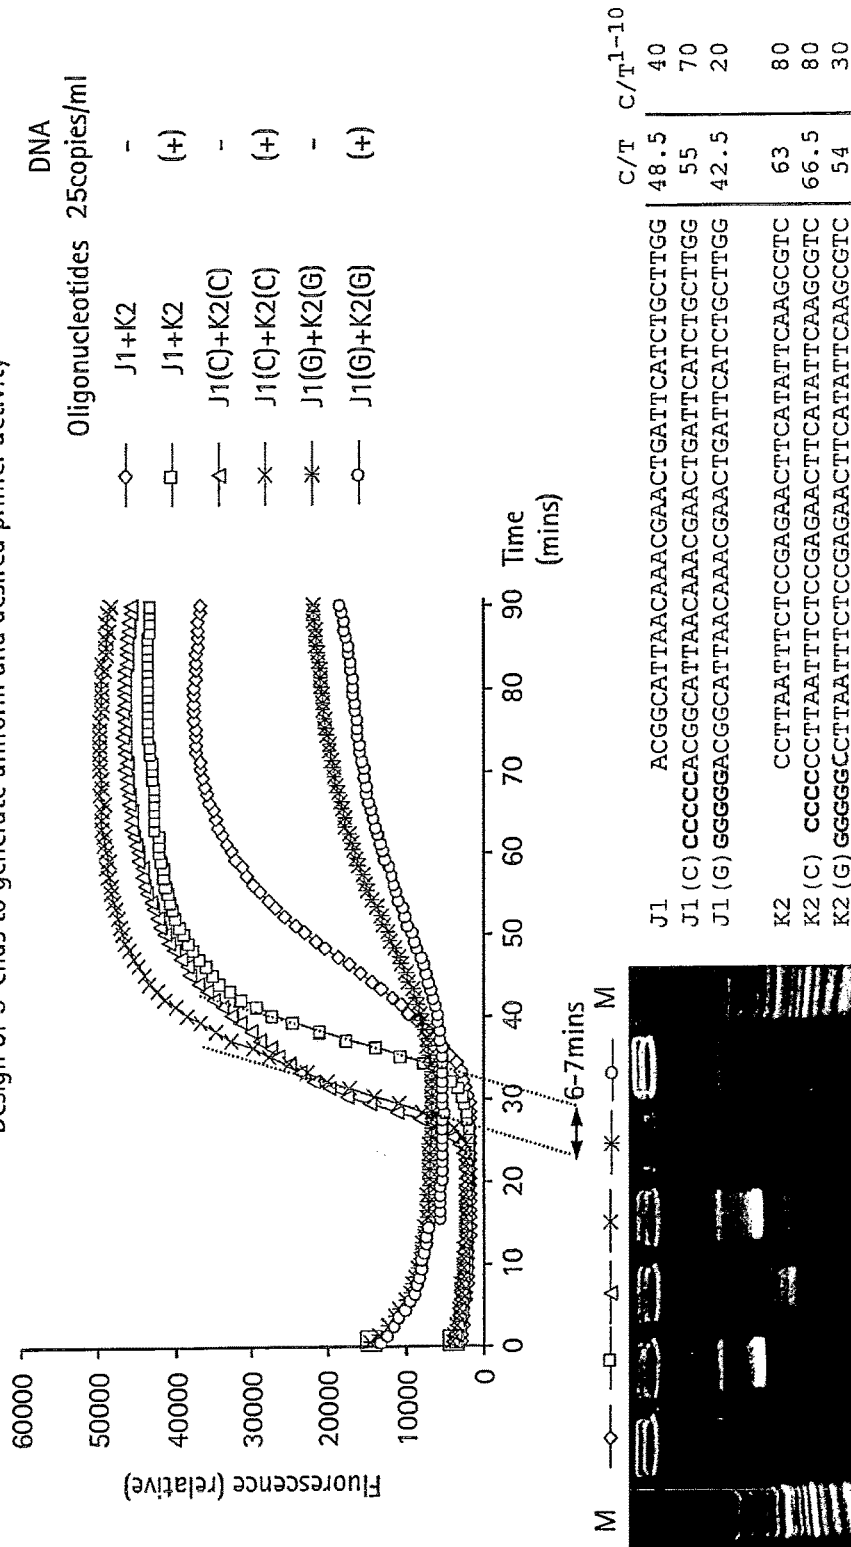 Design of 5' ends to generate uniform and desired primer activity
DNA
Oligonucleotides 25copies/ml
J1+K2 -
J1+K2 (+)
J1(C)+K2(C) -
J1(C)+K2(C) (+)
J1(G)+K2(G) -
J1(G)+K2(G) (+)
Fluorescence (relative)
60000
50000
40000
30000
20000
10000
0
0 10 20 30 40 50 60 70 80 90
Time
(mins)
6-7mins
M M
C/T C/T1-10
J1 ACGGCATTAACAAACGAACTGATTCATCTGCTTGG 48.5 40
J1(C) CCCCCACGGCATTAACAAACGAACTGATTCATCTGCTTGG 55 70
J1(G) GGGGGACGGCATTAACAAACGAACTGATTCATCTGCTTGG 42.5 20
K2 CCTTAATTTCTCCGAGAACTTCATATTCAAGCGTC 63 80
K2(C) CCCCCCTTAATTTCTCCGAGAACTTCATATTCAAGCGTC 66.5 80
K2(G) GGGGGCCTTAATTTCTCCGAGAACTTCATATTCAAGCGTC 54 30